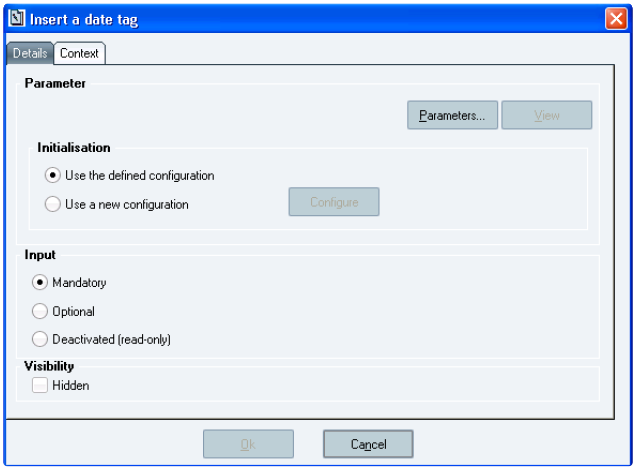 Insert a date tag
Details Context
Parameter
Parameters... View
Initialisation
Use the defined configuration
Use a new configuration Configure
Input
Mandatory
Optional
Deactivated (read-only)
Visibility
Hidden
Ok Cancel